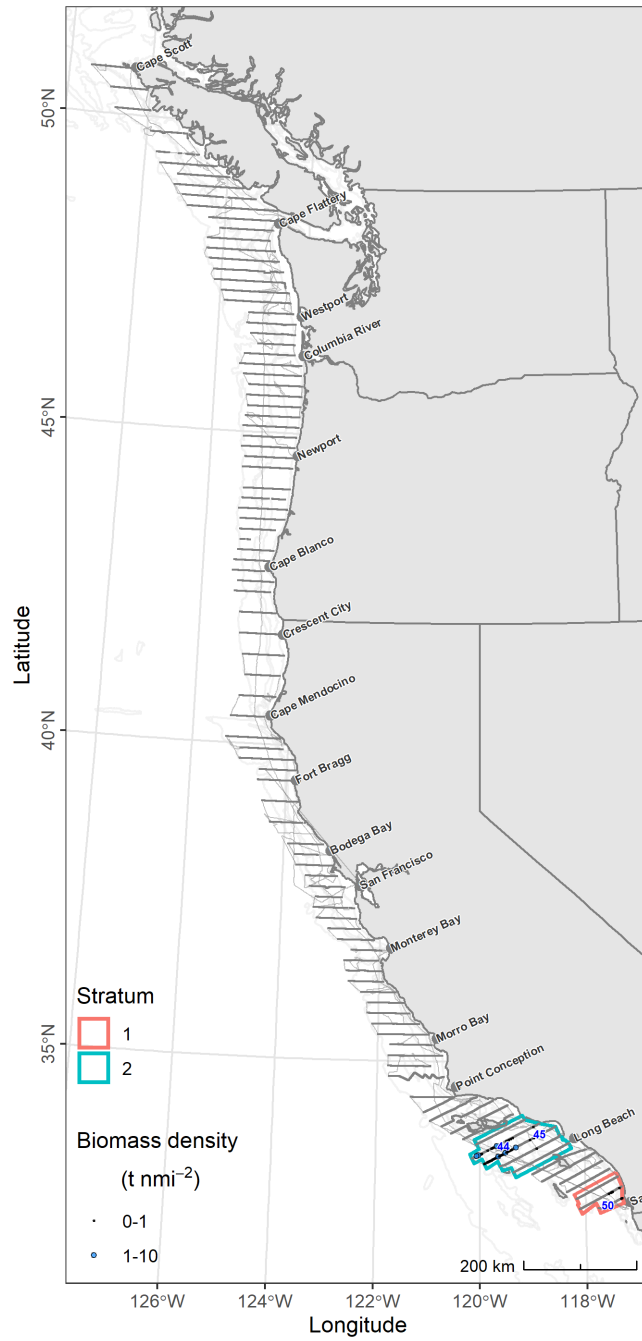 Cape Scott
50°N
Cape Flattery
Westport
Columbia River
45°N
Newport
Cape Blanco
Latitude
Crescent City
40°N
Cape Mendocino
Fort Bragg
Bodega Bay
San Francisco
Monterey Bay
Stratum
1
2
35°N
Morro Bay
Point Conception
Biomass density
(t nmi−2)
0-1
1-10
45
44
Long Beach
50
Sa
200 km
126°W
124°W
122°W
120°W
118°W
Longitude